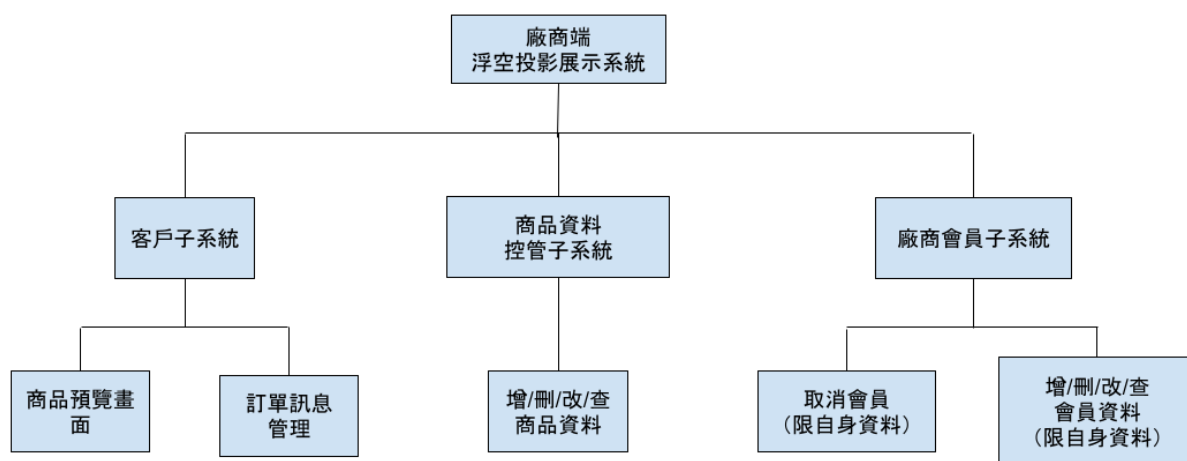 廠商端
浮空投影展示系統
客戶子系統
商品資料
控管子系統
廠商會員子系統
商品預覽畫
面
訂單訊息
管理
增/刪/改/查
商品資料
取消會員
（限自身資料）
增/刪/改/查
會員資料
（限自身資料）